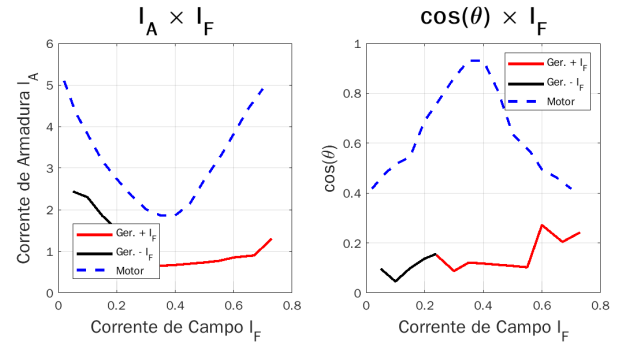 I_A × I_F
cos(θ) × I_F
6
5
4
3
2
1
0
Corrente de Armadura I_A
Ger. + I_F
Ger. - I_F
Motor
0
0.2
0.4
0.6
0.8
Corrente de Campo I_F
1
0.8
0.6
0.4
0.2
0
cos(θ)
Ger. + I_F
Ger. - I_F
Motor
0
0.2
0.4
0.6
0.8
Corrente de Campo I_F